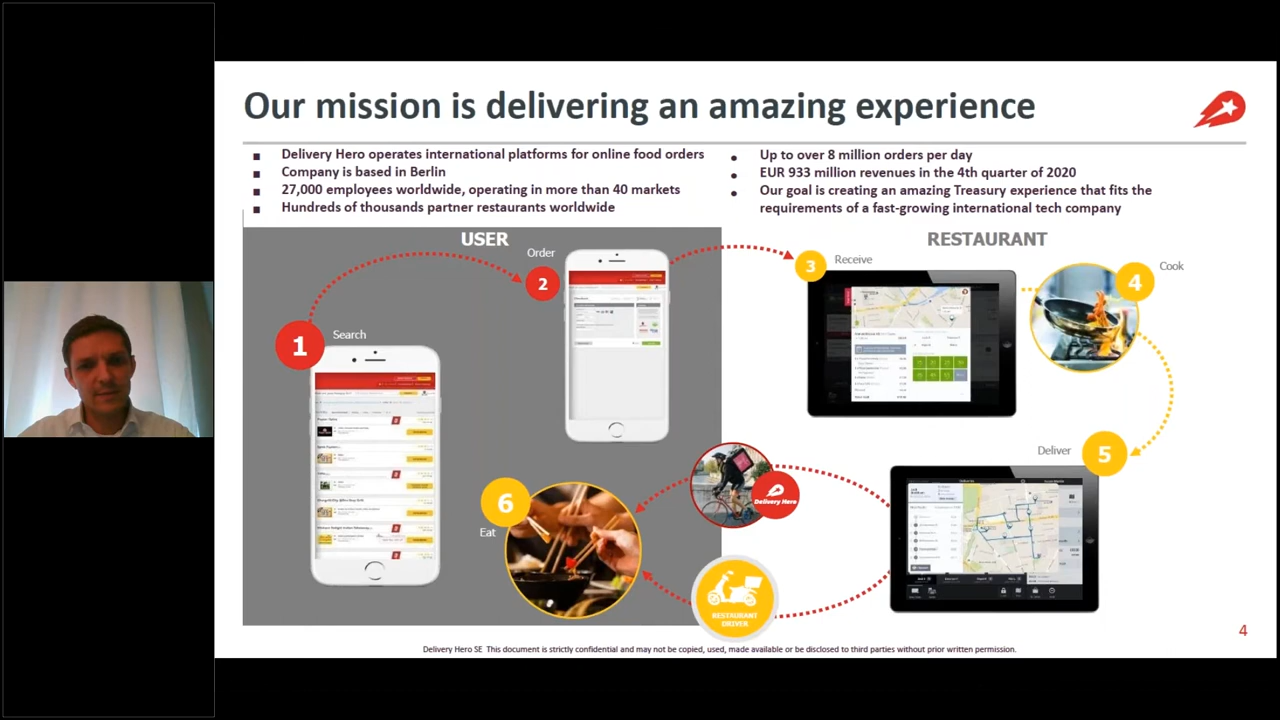 Our mission is delivering an amazing experience
Delivery Hero operates international platforms for online food orders
Company is based in Berlin
27,000 employees worldwide, operating in more than 40 markets
Hundreds of thousands partner restaurants worldwide
Up to over 8 million orders per day
EUR 933 million revenues in the 4th quarter of 2020
Our goal is creating an amazing Treasury experience that fits the
requirements of a fast-growing international tech company
USER
RESTAURANT
1
Search
Order
2
3
Receive
4
Cook
Deliver
5
6
Eat
Delivery Hero
RESTAURANT
DRIVER
4
Delivery Hero SE This document is strictly confidential and may not be copied, used, made available or be disclosed to third parties without prior written permission.